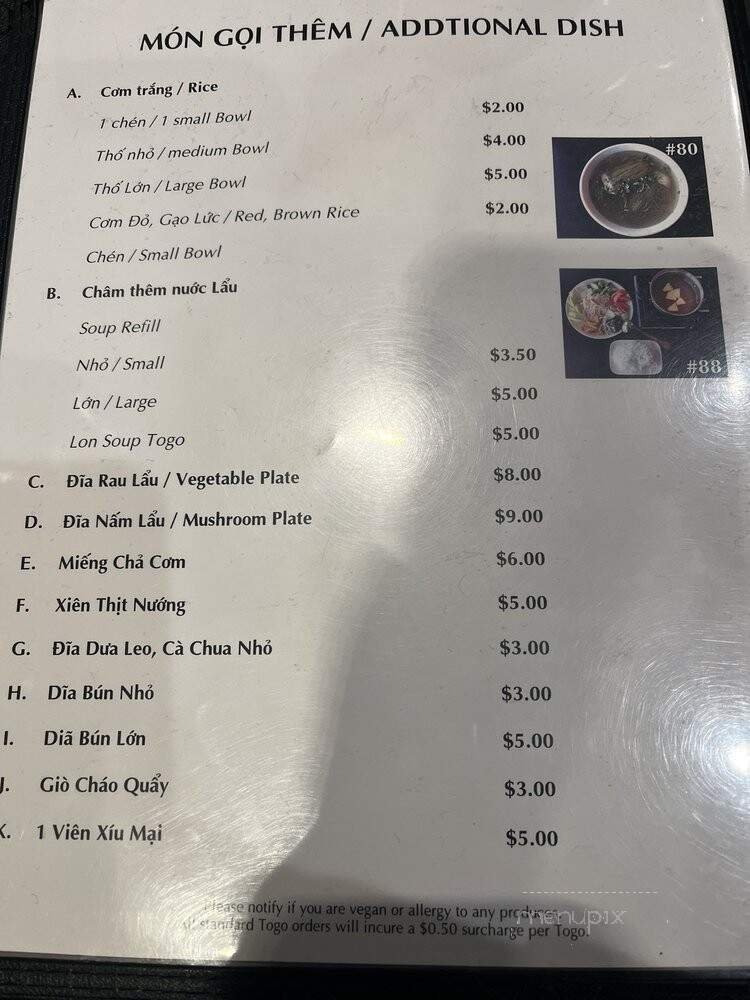 MÓN GỌI THÊM / ADDTIONAL DISH
A. Cơm trắng / Rice
1 chén / 1 small Bowl $2.00
Thố nhỏ / medium Bowl $4.00
Thố Lớn / Large Bowl $5.00
Cơm Đỏ, Gạo Lức / Red, Brown Rice $2.00
Chén / Small Bowl
#80
B. Châm thêm nuớc Lẩu
Soup Refill
Nhỏ / Small $3.50
#88
Lớn / Large $5.00
Lon Soup Togo $5.00
C. Đĩa Rau Lẩu / Vegetable Plate $8.00
D. Đĩa Nấm Lẩu / Mushroom Plate $9.00
E. Miếng Chả Cơm $6.00
F. Xiên Thịt Nướng $5.00
G. Đĩa Dưa Leo, Cà Chua Nhỏ $3.00
H. Dĩa Bún Nhỏ $3.00
I. Diã Bún Lớn $5.00
J. Giò Cháo Quẩy $3.00
K. 1 Viên Xíu Mại $5.00
Please notify if you are vegan or allergy to any produces.
All standard Togo orders will incure a $0.50 surcharge per Togo.
menupix